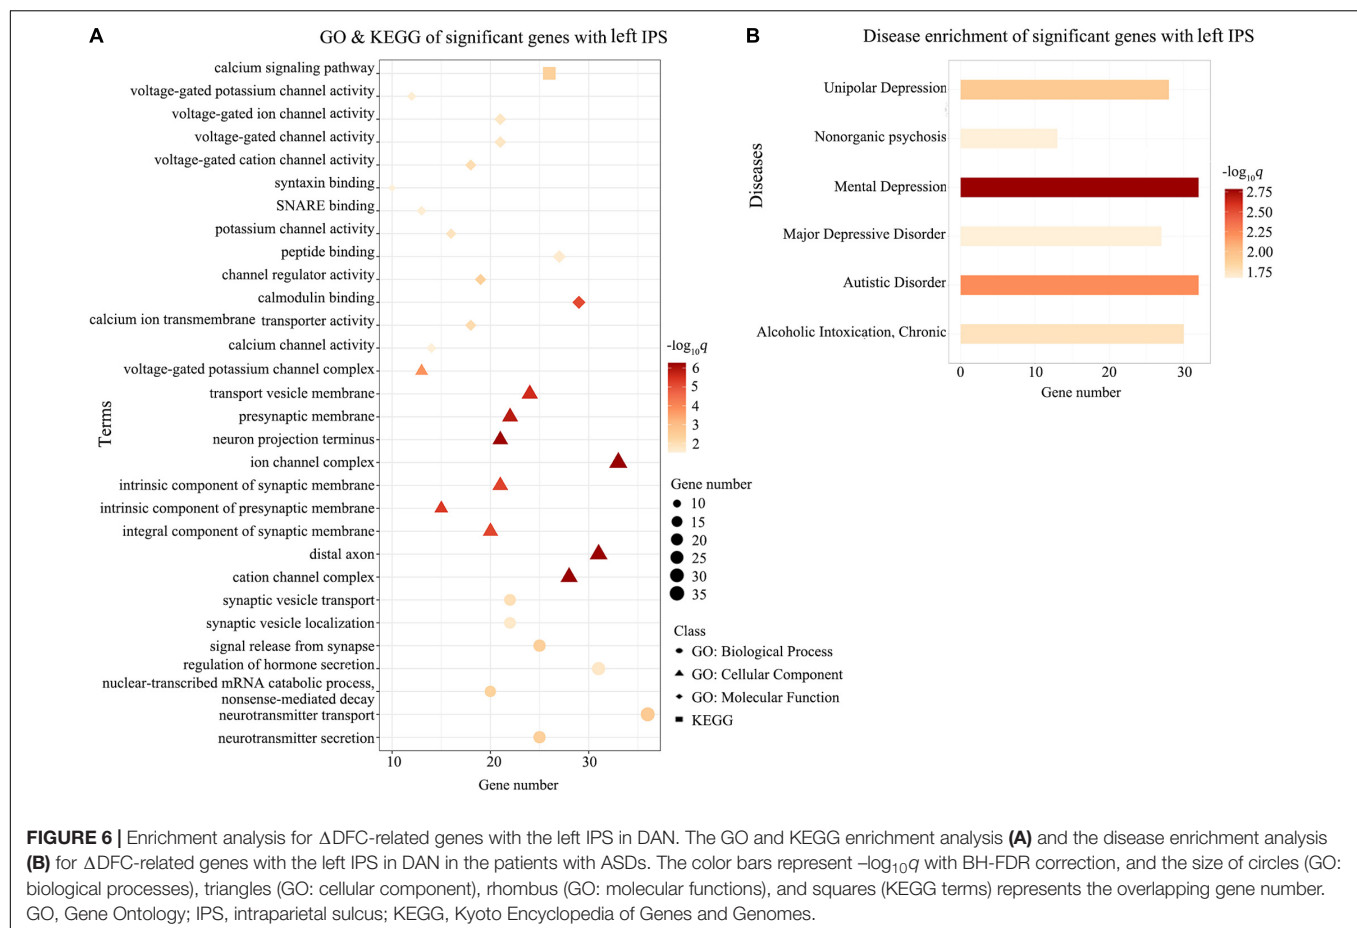 A
GO & KEGG of significant genes with left IPS
calcium signaling pathway
voltage-gated potassium channel activity
voltage-gated ion channel activity
voltage-gated channel activity
voltage-gated cation channel activity
syntaxin binding
SNARE binding
potassium channel activity
peptide binding
channel regulator activity
calmodulin binding
calcium ion transmembrane transporter activity
calcium channel activity
voltage-gated potassium channel complex
transport vesicle membrane
presynaptic membrane
neuron projection terminus
ion channel complex
intrinsic component of synaptic membrane
intrinsic component of presynaptic membrane
integral component of synaptic membrane
distal axon
cation channel complex
synaptic vesicle transport
synaptic vesicle localization
signal release from synapse
regulation of hormone secretion
nuclear-transcribed mRNA catabolic process,
nonsense-mediated decay
neurotransmitter transport
neurotransmitter secretion
Terms
10 20 30
Gene number
-log10q
6
5
4
3
2
Gene number
10
15
20
25
30
35
Class
GO: Biological Process
GO: Cellular Component
GO: Molecular Function
KEGG
B
Disease enrichment of significant genes with left IPS
Unipolar Depression
Nonorganic psychosis
Mental Depression
Major Depressive Disorder
Autistic Disorder
Alcoholic Intoxication, Chronic
Diseases
0 10 20 30
Gene number
-log10q
2.75
2.50
2.25
2.00
1.75
FIGURE 6 | Enrichment analysis for ΔDFC-related genes with the left IPS in DAN. The GO and KEGG enrichment analysis (A) and the disease enrichment analysis
(B) for ΔDFC-related genes with the left IPS in DAN in the patients with ASDs. The color bars represent –log10q with BH-FDR correction, and the size of circles (GO:
biological processes), triangles (GO: cellular component), rhombus (GO: molecular functions), and squares (KEGG terms) represents the overlapping gene number.
GO, Gene Ontology; IPS, intraparietal sulcus; KEGG, Kyoto Encyclopedia of Genes and Genomes.